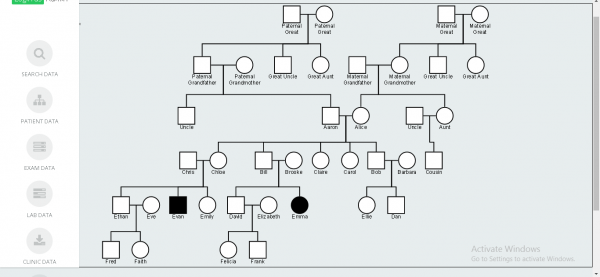 SEARCH DATA
PATIENT DATA
EXAM DATA
LAB DATA
CLINIC DATA
Paternal Great
Paternal Great
Maternal Great
Maternal Great
Paternal Grandfather
Paternal Grandmother
Great Uncle
Great Aunt
Maternal Grandfather
Maternal Grandmother
Great Uncle
Great Aunt
Uncle
Aaron
Alice
Uncle
Aunt
Chris
Chloe
Bill
Brooke
Claire
Carol
Bob
Barbara
Cousin
Ethan
Eve
Evan
Emily
David
Elizabeth
Emma
Ellie
Dan
Fred
Faith
Felicia
Frank
Activate Windows
Go to Settings to activate Windows.